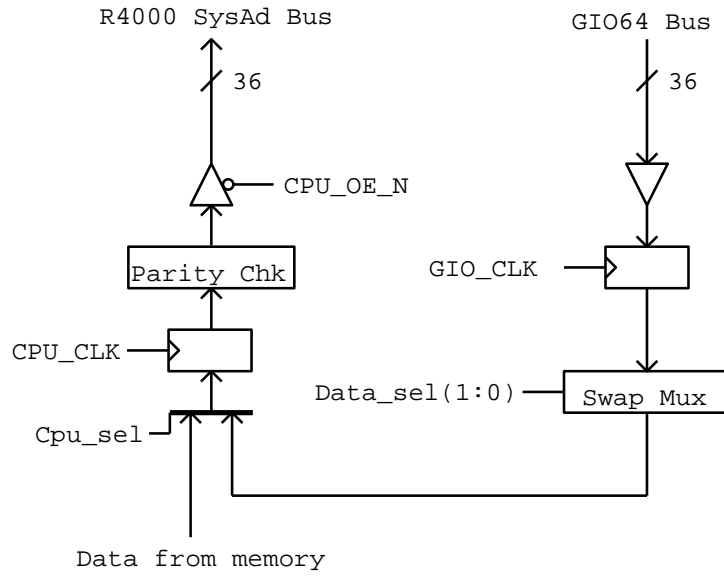 R4000 SysAd Bus
GIO64 Bus
36
36
CPU_OE_N
Parity Chk
GIO_CLK
CPU_CLK
Data_sel(1:0)
Swap Mux
Cpu_sel
Data from memory